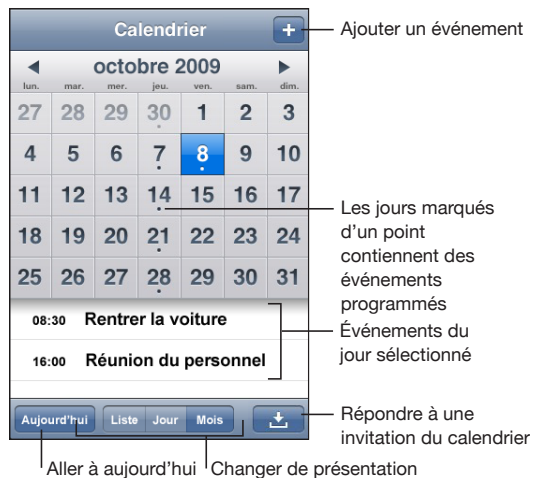 Calendrier
+
Ajouter un événement
octobre 2009
lun. mar. mer. jeu. ven. sam. dim.
27 28 29 30 1 2 3
4 5 6 7 8 9 10
11 12 13 14 15 16 17
18 19 20 21 22 23 24
25 26 27 28 29 30 31
Les jours marqués
d'un point
contiennent des
événements
programmés
08:30 Rentrer la voiture
16:00 Réunion du personnel
Événements du
jour sélectionné
Aujourd'hui Liste Jour Mois
Répondre à une
invitation du calendrier
Aller à aujourd'hui
Changer de présentation